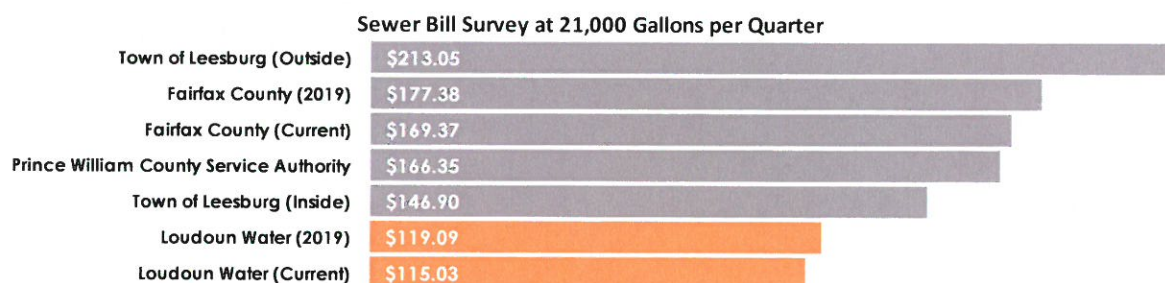 Sewer Bill Survey at 21,000 Gallons per Quarter
Town of Leesburg (Outside) $213.05
Fairfax County (2019) $177.38
Fairfax County (Current) $169.37
Prince William County Service Authority $166.35
Town of Leesburg (Inside) $146.90
Loudoun Water (2019) $119.09
Loudoun Water (Current) $115.03